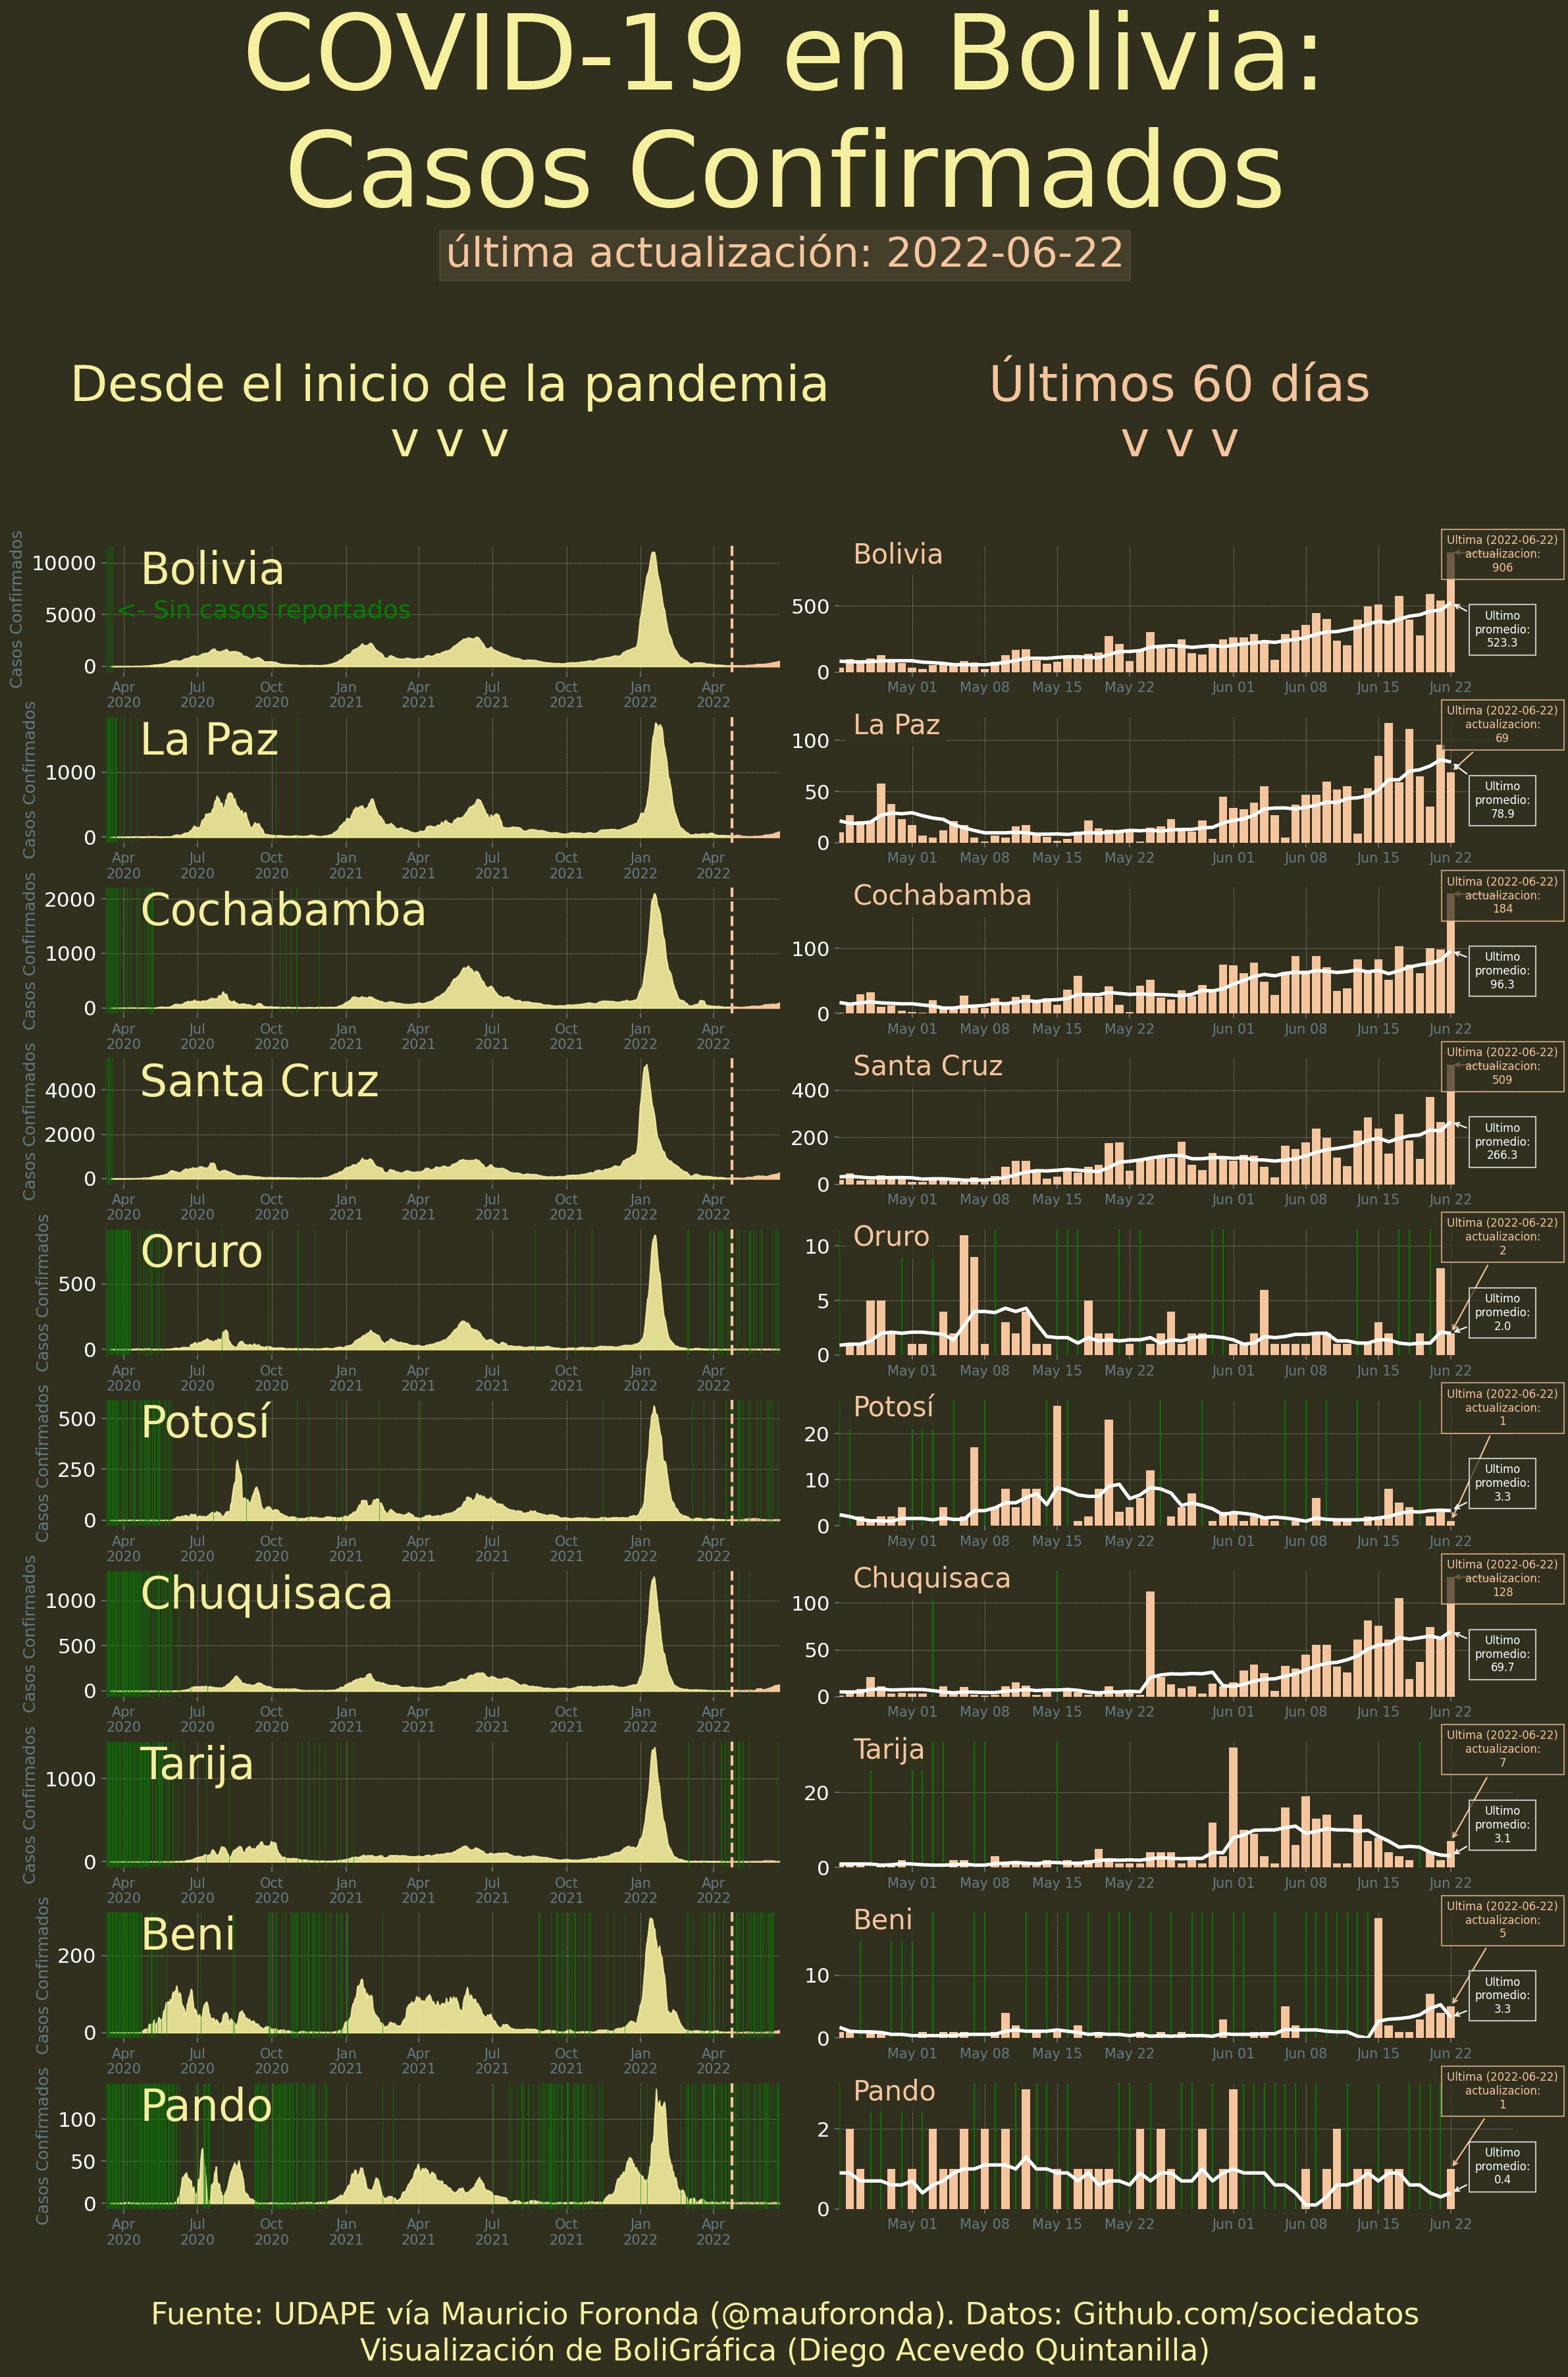 COVID-19 en Bolivia:
Casos Confirmados
última actualización: 2022-06-22
Desde el inicio de la pandemia
v v v
Últimos 60 días
v v v
Casos Confirmados
10000
5000
0
Bolivia
<- Sin casos reportados
Apr Jul Oct Jan Apr Jul Oct Jan Apr
2020 2020 2020 2021 2021 2021 2021 2022 2022
Bolivia
500
0
May 01 May 08 May 15 May 22 Jun 01 Jun 08 Jun 15 Jun 22
Ultima (2022-06-22)
actualizacion:
906
Ultimo
promedio:
523.3
Casos Confirmados
1000
0
La Paz
Apr Jul Oct Jan Apr Jul Oct Jan Apr
2020 2020 2020 2021 2021 2021 2021 2022 2022
La Paz
100
50
0
May 01 May 08 May 15 May 22 Jun 01 Jun 08 Jun 15 Jun 22
Ultima (2022-06-22)
actualizacion:
69
Ultimo
promedio:
78.9
Casos Confirmados
2000
1000
0
Cochabamba
Apr Jul Oct Jan Apr Jul Oct Jan Apr
2020 2020 2020 2021 2021 2021 2021 2022 2022
Cochabamba
100
0
May 01 May 08 May 15 May 22 Jun 01 Jun 08 Jun 15 Jun 22
Ultima (2022-06-22)
actualizacion:
184
Ultimo
promedio:
96.3
Casos Confirmados
4000
2000
0
Santa Cruz
Apr Jul Oct Jan Apr Jul Oct Jan Apr
2020 2020 2020 2021 2021 2021 2021 2022 2022
Santa Cruz
400
200
0
May 01 May 08 May 15 May 22 Jun 01 Jun 08 Jun 15 Jun 22
Ultima (2022-06-22)
actualizacion:
509
Ultimo
promedio:
266.3
Casos Confirmados
500
0
Oruro
Apr Jul Oct Jan Apr Jul Oct Jan Apr
2020 2020 2020 2021 2021 2021 2021 2022 2022
Oruro
10
5
0
May 01 May 08 May 15 May 22 Jun 01 Jun 08 Jun 15 Jun 22
Ultima (2022-06-22)
actualizacion:
2
Ultimo
promedio:
2.0
Casos Confirmados
500
250
0
Potosí
Apr Jul Oct Jan Apr Jul Oct Jan Apr
2020 2020 2020 2021 2021 2021 2021 2022 2022
Potosí
20
10
0
May 01 May 08 May 15 May 22 Jun 01 Jun 08 Jun 15 Jun 22
Ultima (2022-06-22)
actualizacion:
1
Ultimo
promedio:
3.3
Casos Confirmados
1000
500
0
Chuquisaca
Apr Jul Oct Jan Apr Jul Oct Jan Apr
2020 2020 2020 2021 2021 2021 2021 2022 2022
Chuquisaca
100
50
0
May 01 May 08 May 15 May 22 Jun 01 Jun 08 Jun 15 Jun 22
Ultima (2022-06-22)
actualizacion:
128
Ultimo
promedio:
69.7
Casos Confirmados
1000
0
Tarija
Apr Jul Oct Jan Apr Jul Oct Jan Apr
2020 2020 2020 2021 2021 2021 2021 2022 2022
Tarija
20
0
May 01 May 08 May 15 May 22 Jun 01 Jun 08 Jun 15 Jun 22
Ultima (2022-06-22)
actualizacion:
7
Ultimo
promedio:
3.1
Casos Confirmados
200
0
Beni
Apr Jul Oct Jan Apr Jul Oct Jan Apr
2020 2020 2020 2021 2021 2021 2021 2022 2022
Beni
10
0
May 01 May 08 May 15 May 22 Jun 01 Jun 08 Jun 15 Jun 22
Ultima (2022-06-22)
actualizacion:
5
Ultimo
promedio:
3.3
Casos Confirmados
100
50
0
Pando
Apr Jul Oct Jan Apr Jul Oct Jan Apr
2020 2020 2020 2021 2021 2021 2021 2022 2022
Pando
2
0
May 01 May 08 May 15 May 22 Jun 01 Jun 08 Jun 15 Jun 22
Ultima (2022-06-22)
actualizacion:
1
Ultimo
promedio:
0.4
Fuente: UDAPE vía Mauricio Foronda (@mauforonda). Datos: Github.com/sociedatos
Visualización de BoliGráfica (Diego Acevedo Quintanilla)